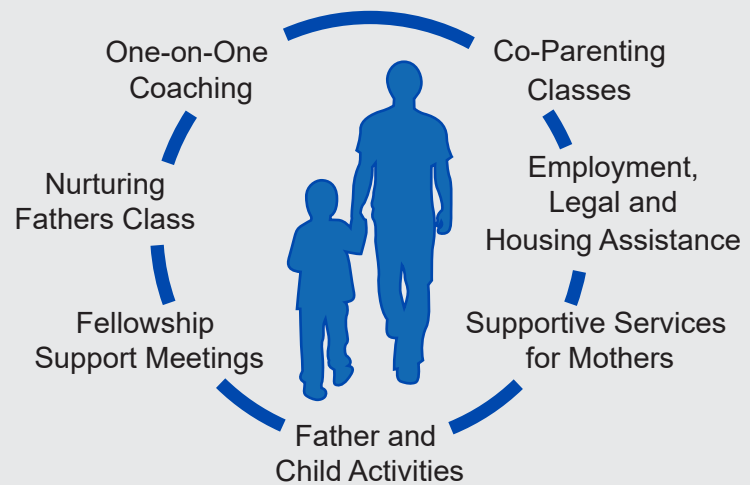 One-on-One
Coaching
Co-Parenting
Classes
Nurturing
Fathers Class
Employment,
Legal and
Housing Assistance
Fellowship
Support Meetings
Supportive Services
for Mothers
Father and
Child Activities